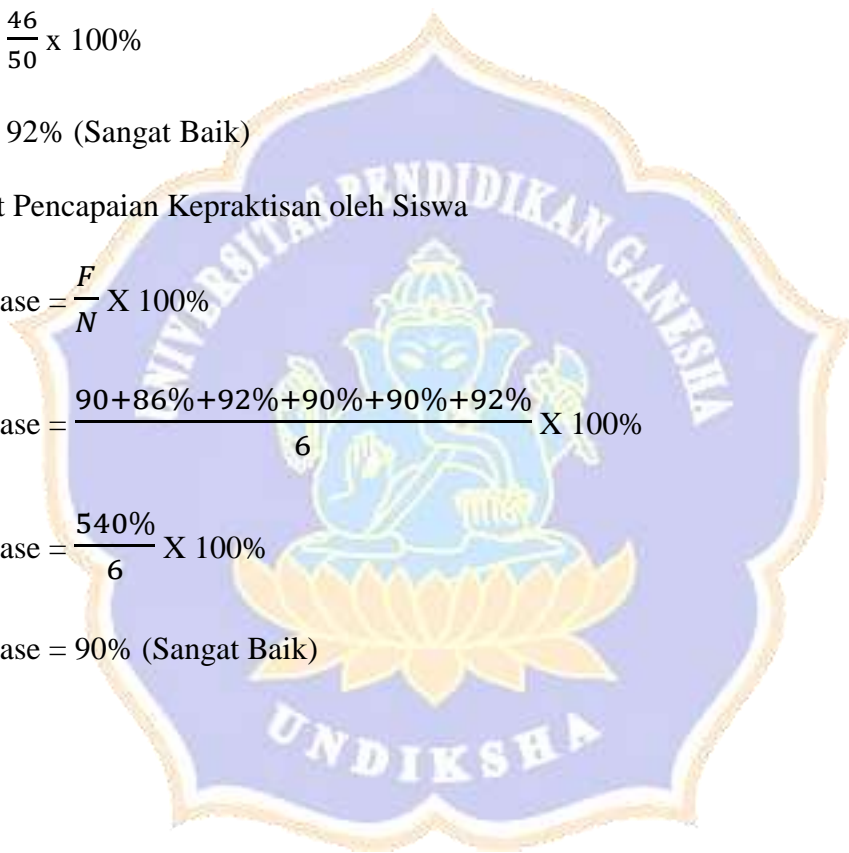 46/50 x 100%
92% (Sangat Baik)
t Pencapaian Kepraktisan oleh Siswa
ase = F/N X 100%
ase = 90+86%+92%+90%+90%+92%/6 X 100%
ase = 540%/6 X 100%
ase = 90% (Sangat Baik)
UNIVERSITAS PENDIDIKAN GANESHA
UNDIKSHA